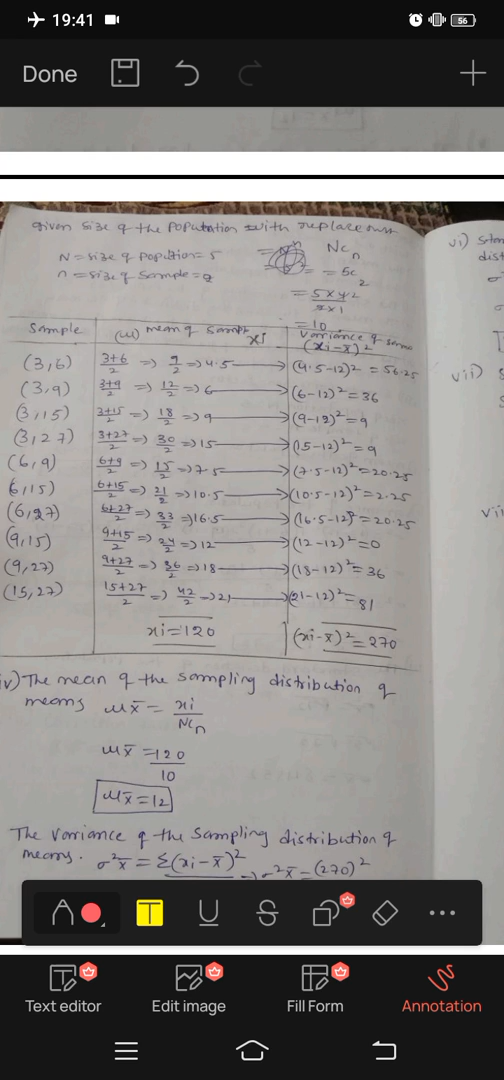 19:41
56
Done
given size of the population with replacement
N = size of population = 5
n = size of sample = 2
Ncₙ
= 5c₂
= 5×4 / 2×1
= 10
Sample
(iii) mean of sample xi
variance of
(xi-x̄)²
(3,6) 3+6/2 => 9/2 => 4.5 (4.5-12)² = 56.25
(3,9) 3+9/2 => 12/2 => 6 (6-12)² = 36
(3,15) 3+15/2 => 18/2 => 9 (9-12)² = 9
(3,27) 3+27/2 => 30/2 => 15 (15-12)² = 9
(6,9) 6+9/2 => 15/2 => 7.5 (7.5-12)² = 20.25
(6,15) 6+15/2 => 21/2 => 10.5 (10.5-12)² = 2.25
(6,27) 6+27/2 => 33/2 => 16.5 (16.5-12)² = 20.25
(9,15) 9+15/2 => 24/2 => 12 (12-12)² = 0
(9,27) 9+27/2 => 36/2 => 18 (18-12)² = 36
(15,27) 15+27/2 => 42/2 => 21 (21-12)² = 81
xi = 120 (xi-x̄)² = 270
iv) The mean of the sampling distribution of
means μx̄ = xi / Ncₙ
μx̄ = 120 / 10
μx̄ = 12
The variance of the sampling distribution of
means. σ²x̄ = Σ(xi-x̄)² σ²x̄ = (270)²
vi) stan
dist
vii) s
vii
T
U
S
Text editor
Edit image
Fill Form
Annotation